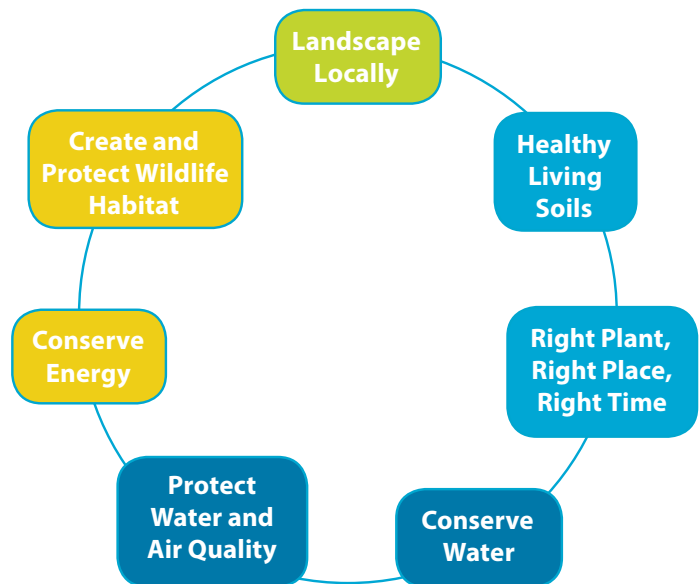 Landscape
Locally
Healthy
Living
Soils
Right Plant,
Right Place,
Right Time
Conserve
Water
Protect
Water and
Air Quality
Conserve
Energy
Create and
Protect Wildlife
Habitat